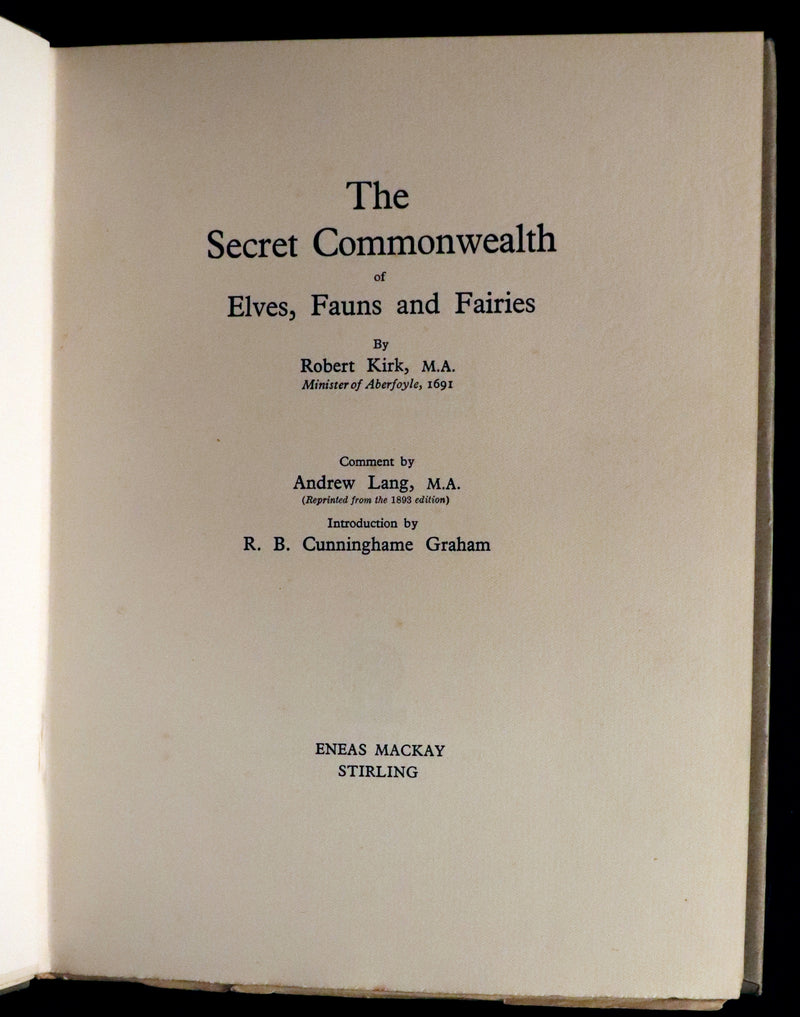 The
Secret Commonwealth
of
Elves, Fauns and Fairies
By
Robert Kirk, M.A.
Minister of Aberfoyle, 1691
Comment by
Andrew Lang, M.A.
(Reprinted from the 1893 edition)
Introduction by
R. B. Cunninghame Graham
ENEAS MACKAY
STIRLING